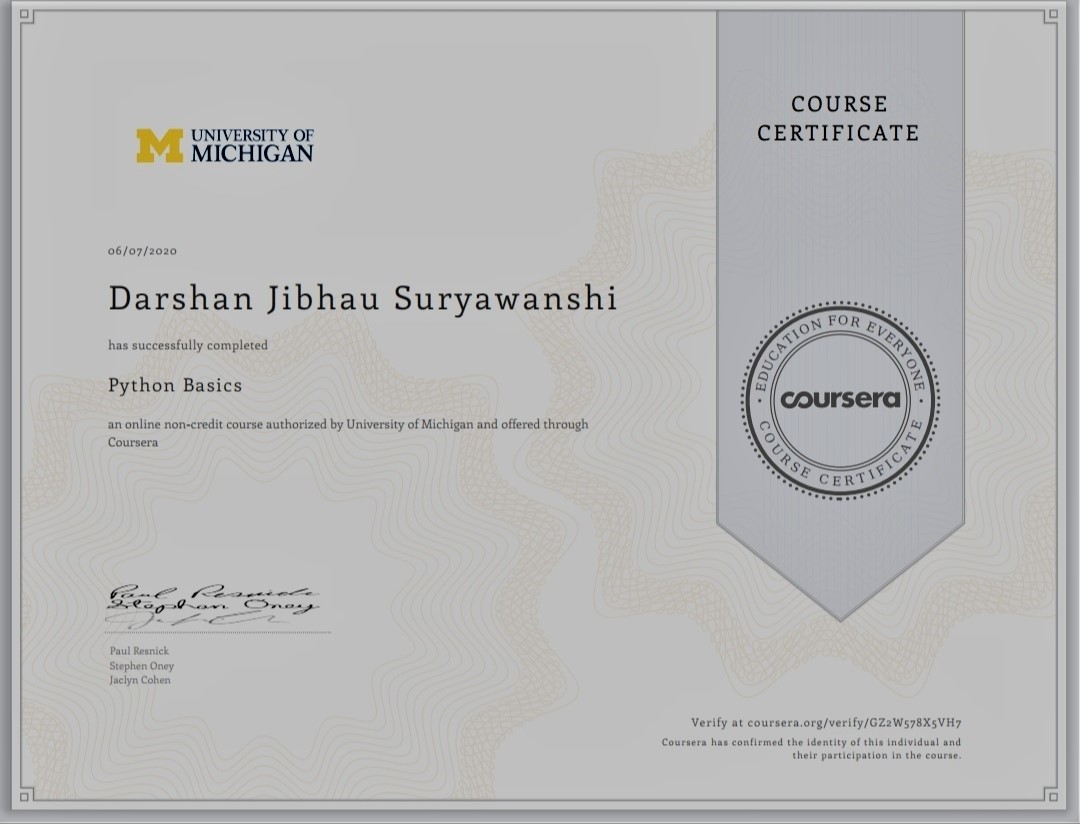 UNIVERSITY OF
MICHIGAN
COURSE
CERTIFICATE
06/07/2020
Darshan Jibhau Suryawanshi
has successfully completed
Python Basics
an online non-credit course authorized by University of Michigan and offered through
Coursera
EDUCATION FOR EVERYONE
coursera
COURSE CERTIFICATE
Paul Resnick
Stephen Oney
Paul Resnick
Stephen Oney
Jaclyn Cohen
Verify at coursera.org/verify/GZ2W578X5VH7
Coursera has confirmed the identity of this individual and
their participation in the course.